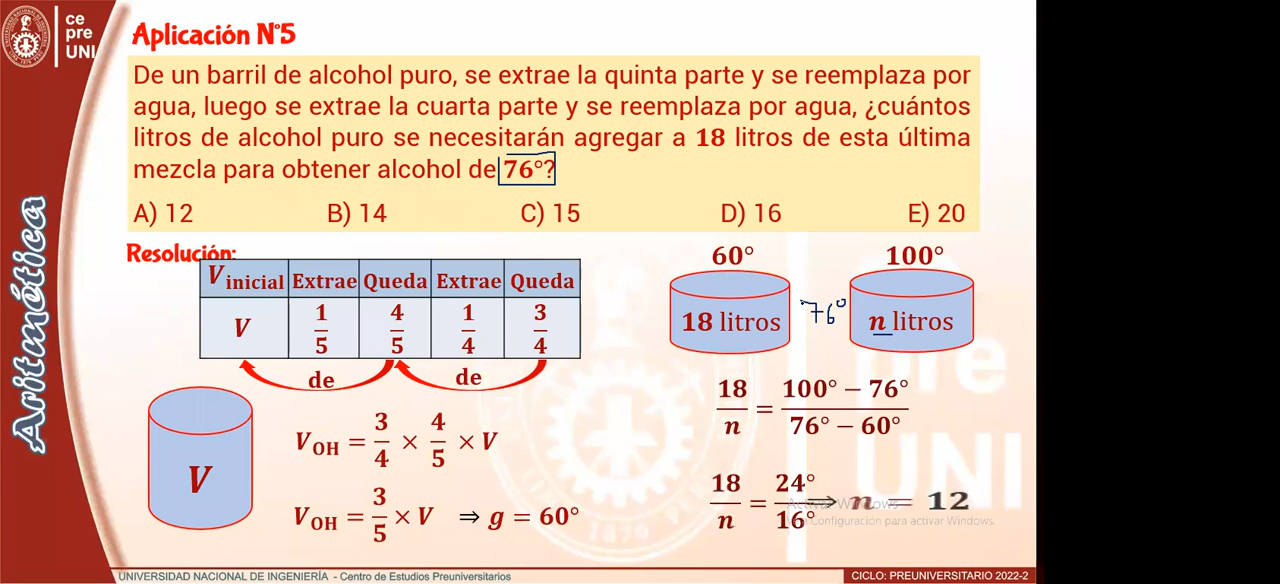 ce
pre
UNI
Aplicación N°5
De un barril de alcohol puro, se extrae la quinta parte y se reemplaza por
agua, luego se extrae la cuarta parte y se reemplaza por agua, ¿cuántos
litros de alcohol puro se necesitarán agregar a 18 litros de esta última
mezcla para obtener alcohol de 76°?
A) 12 B) 14 C) 15 D) 16 E) 20
Resolución:
V inicial Extrae Queda Extrae Queda
V 1/5 4/5 1/4 3/4
de de
V
V_OH = 3/4 × 4/5 × V
V_OH = 3/5 × V ⇒ g = 60°
60° 100°
18 litros 76° n litros
18/n = (100° − 76°)/(76° − 60°)
18/n = 24°/16° ⇒ n = 12
Activar Windows
Configuración para activar Windows.
pre
UNI
1876
Aritmética
UNIVERSIDAD NACIONAL DE INGENIERÍA - Centro de Estudios Preuniversitarios
CICLO: PREUNIVERSITARIO 2022-2